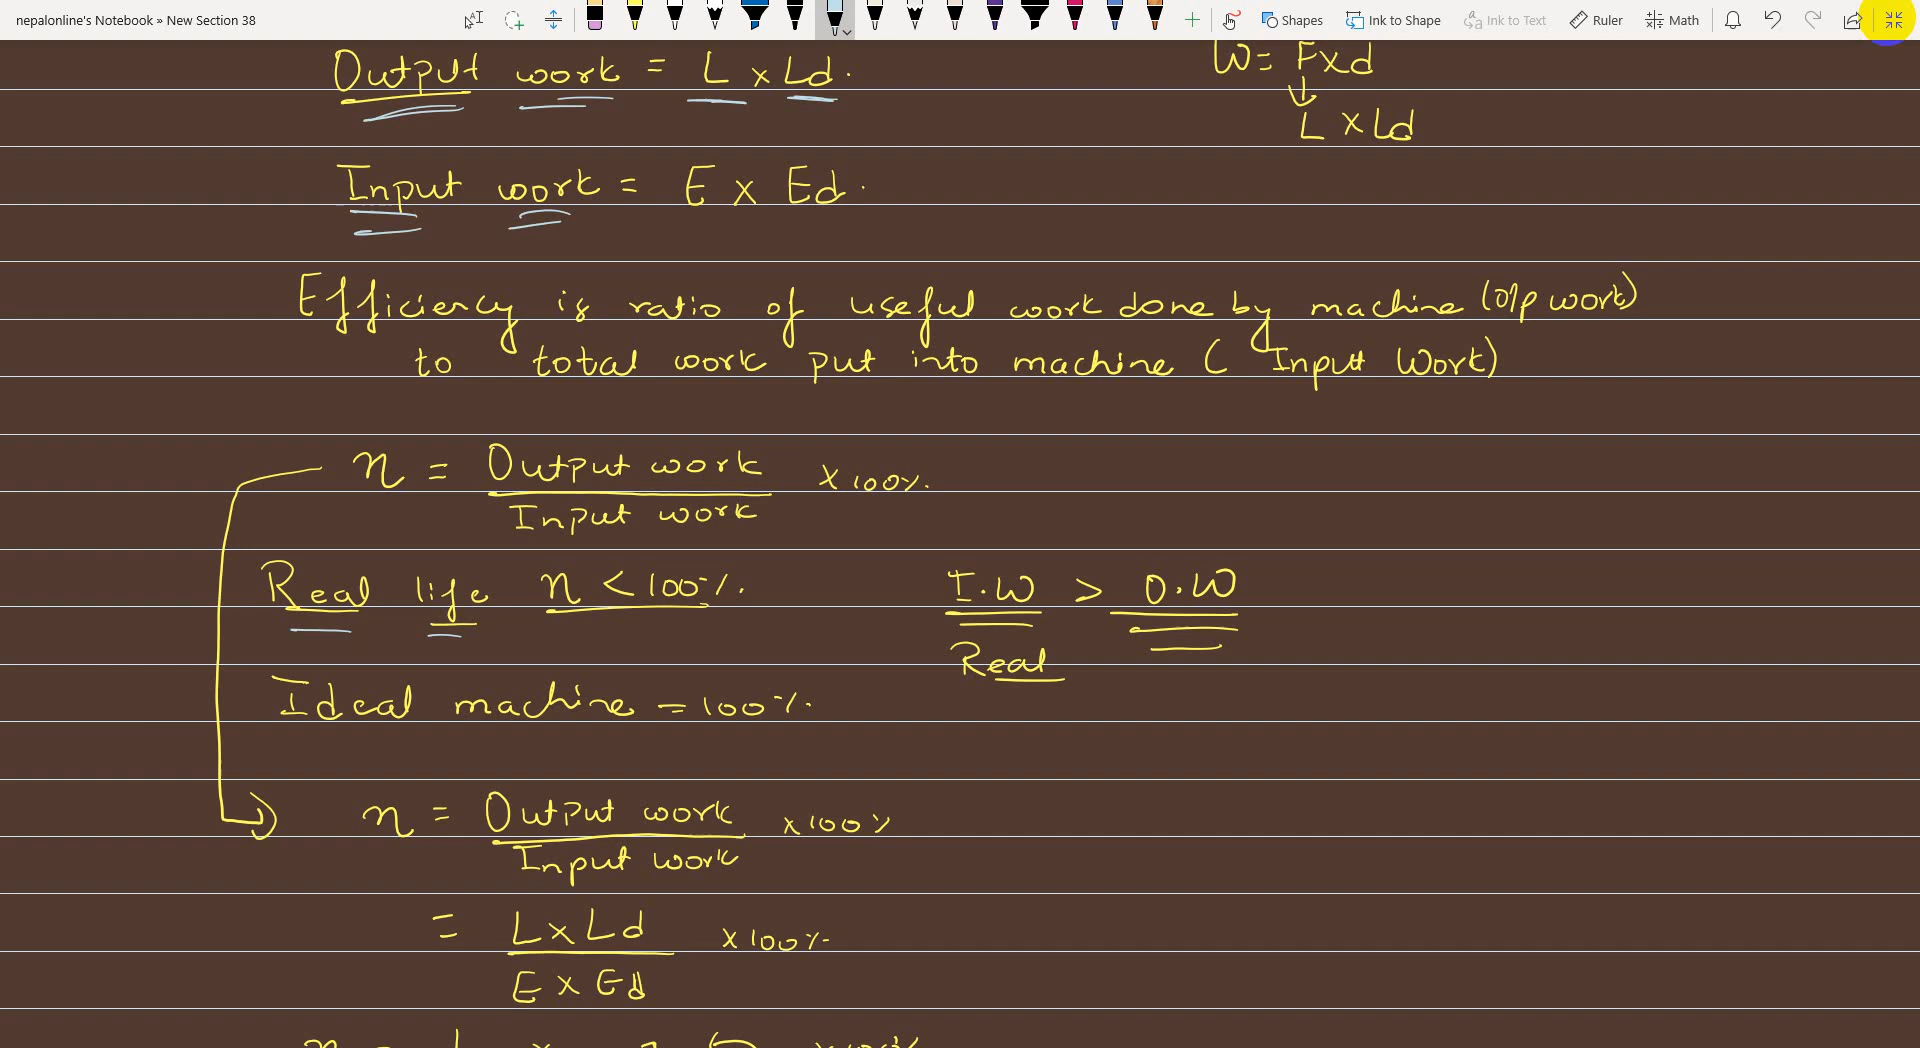 nepalonline's Notebook » New Section 38
Shapes
Ink to Shape
Ink to Text
Ruler
Math
Output work = L x Ld.
W = F x d
L x Ld
Input work = E x Ed.
Efficiency is ratio of useful work done by machine (o/p work)
to total work put into machine (Input Work)
η = Output work x 100%.
Input work
Real life η < 100%.
I.W > O.W
Real
Ideal machine = 100%.
η = Output work x 100%
Input work
= L x Ld x 100%
E x Ed